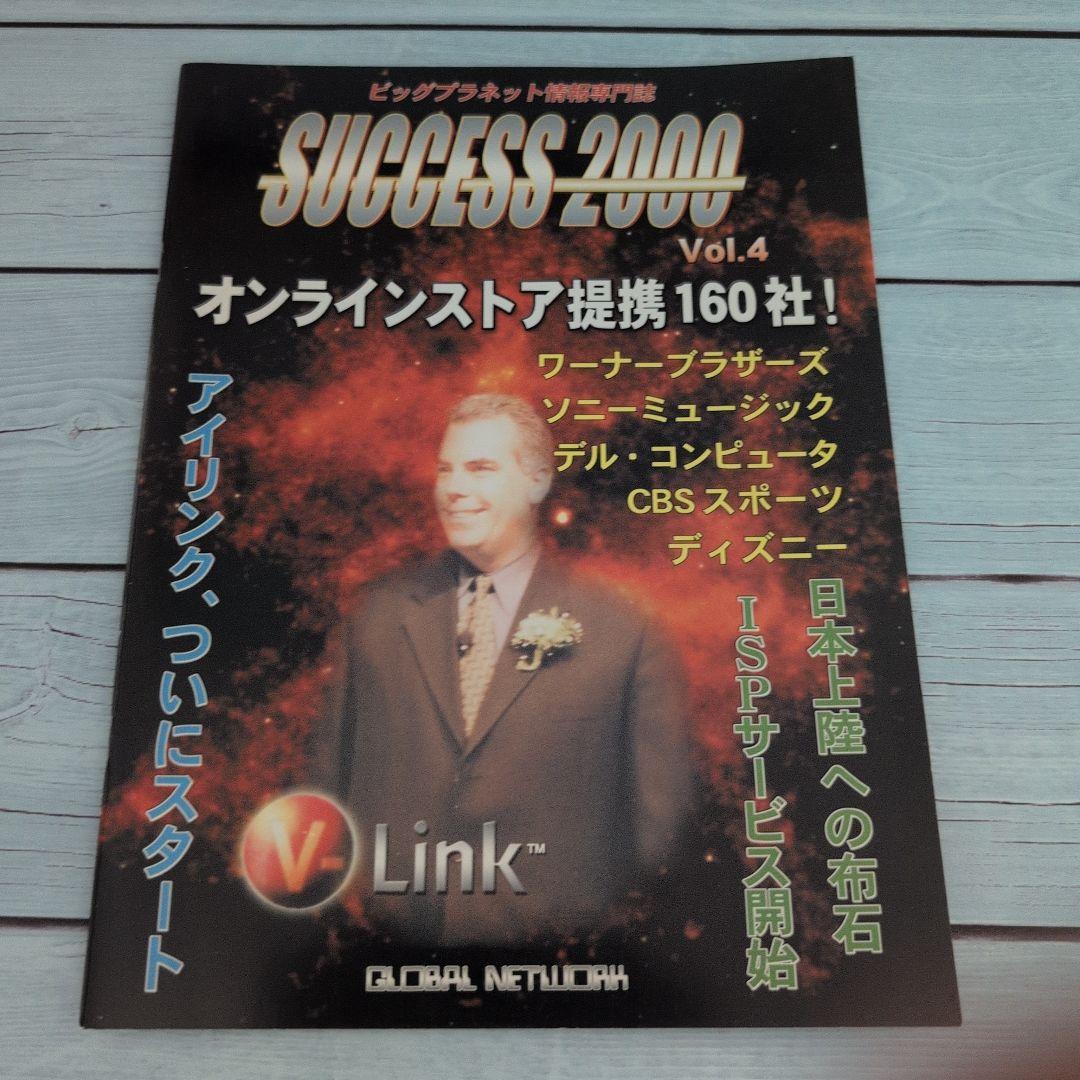 ビッグプラネット情報専門誌
SUCCESS 2000
Vol.4
オンラインストア提携160社!
ワーナーブラザーズ
ソニーミュージック
デル・コンピュータ
CBSスポーツ
ディズニー
日本上陸への布石
ISPサービス開始
アイリンク、ついにスタート
V-Link™
GLOBAL NETWORK